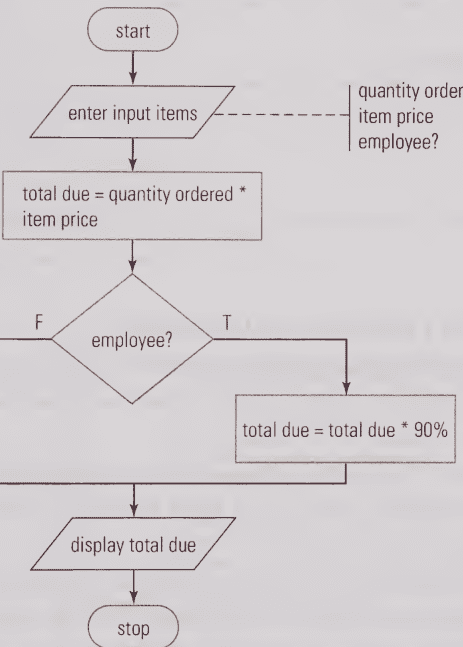 start
enter input items
quantity order
item price
employee?
total due = quantity ordered *
item price
F
T
employee?
total due = total due * 90%
display total due
stop